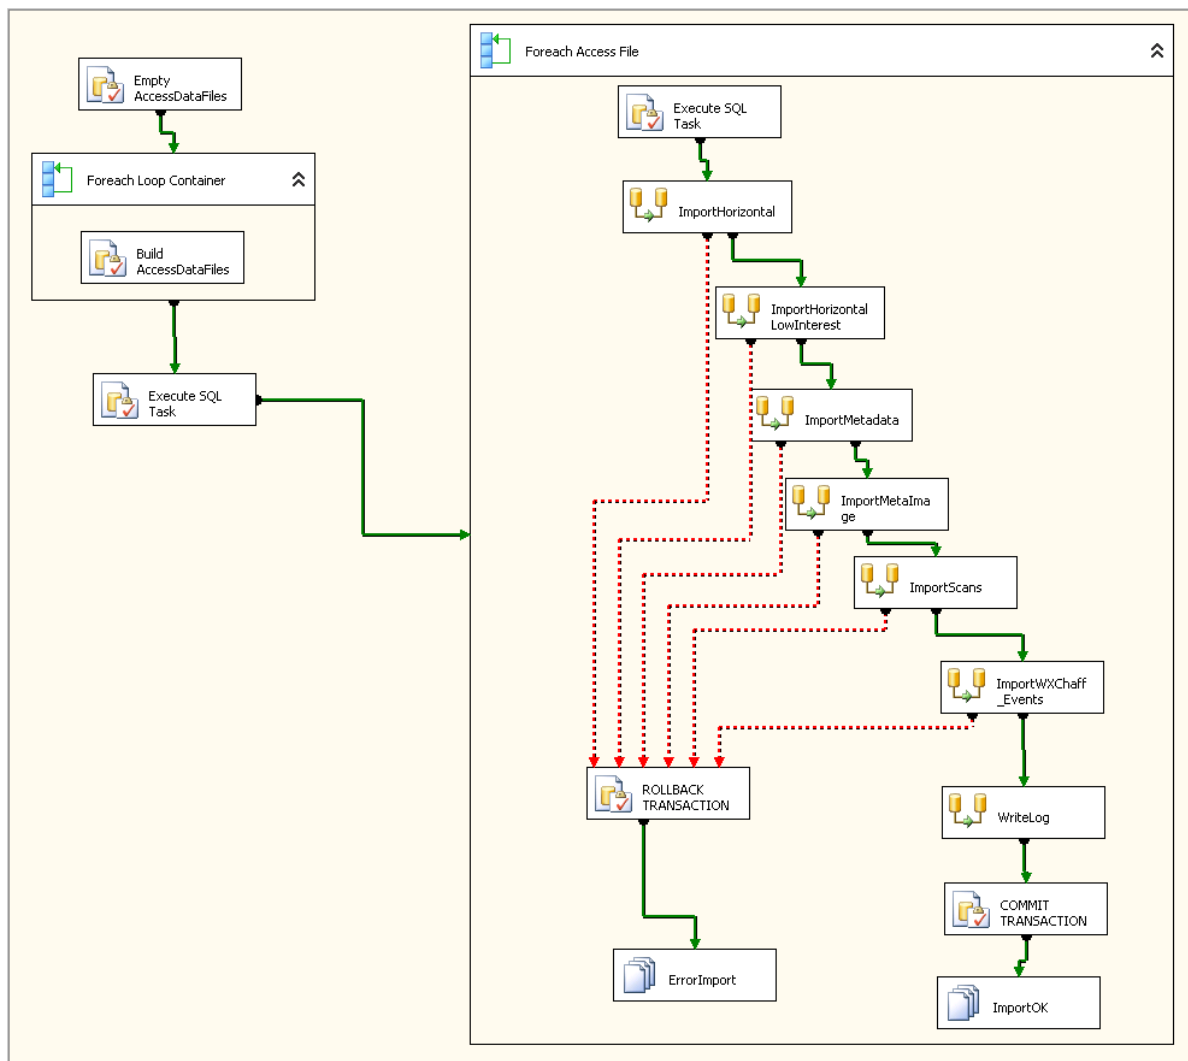 Empty
AccessDataFiles
Foreach Loop Container
Build
AccessDataFiles
Execute SQL
Task
Foreach Access File
Execute SQL
Task
ImportHorizontal
ImportHorizontal
LowInterest
ImportMetadata
ImportMetaIma
ge
ImportScans
ImportWXChaff
_Events
ROLLBACK
TRANSACTION
WriteLog
COMMIT
TRANSACTION
ErrorImport
ImportOK